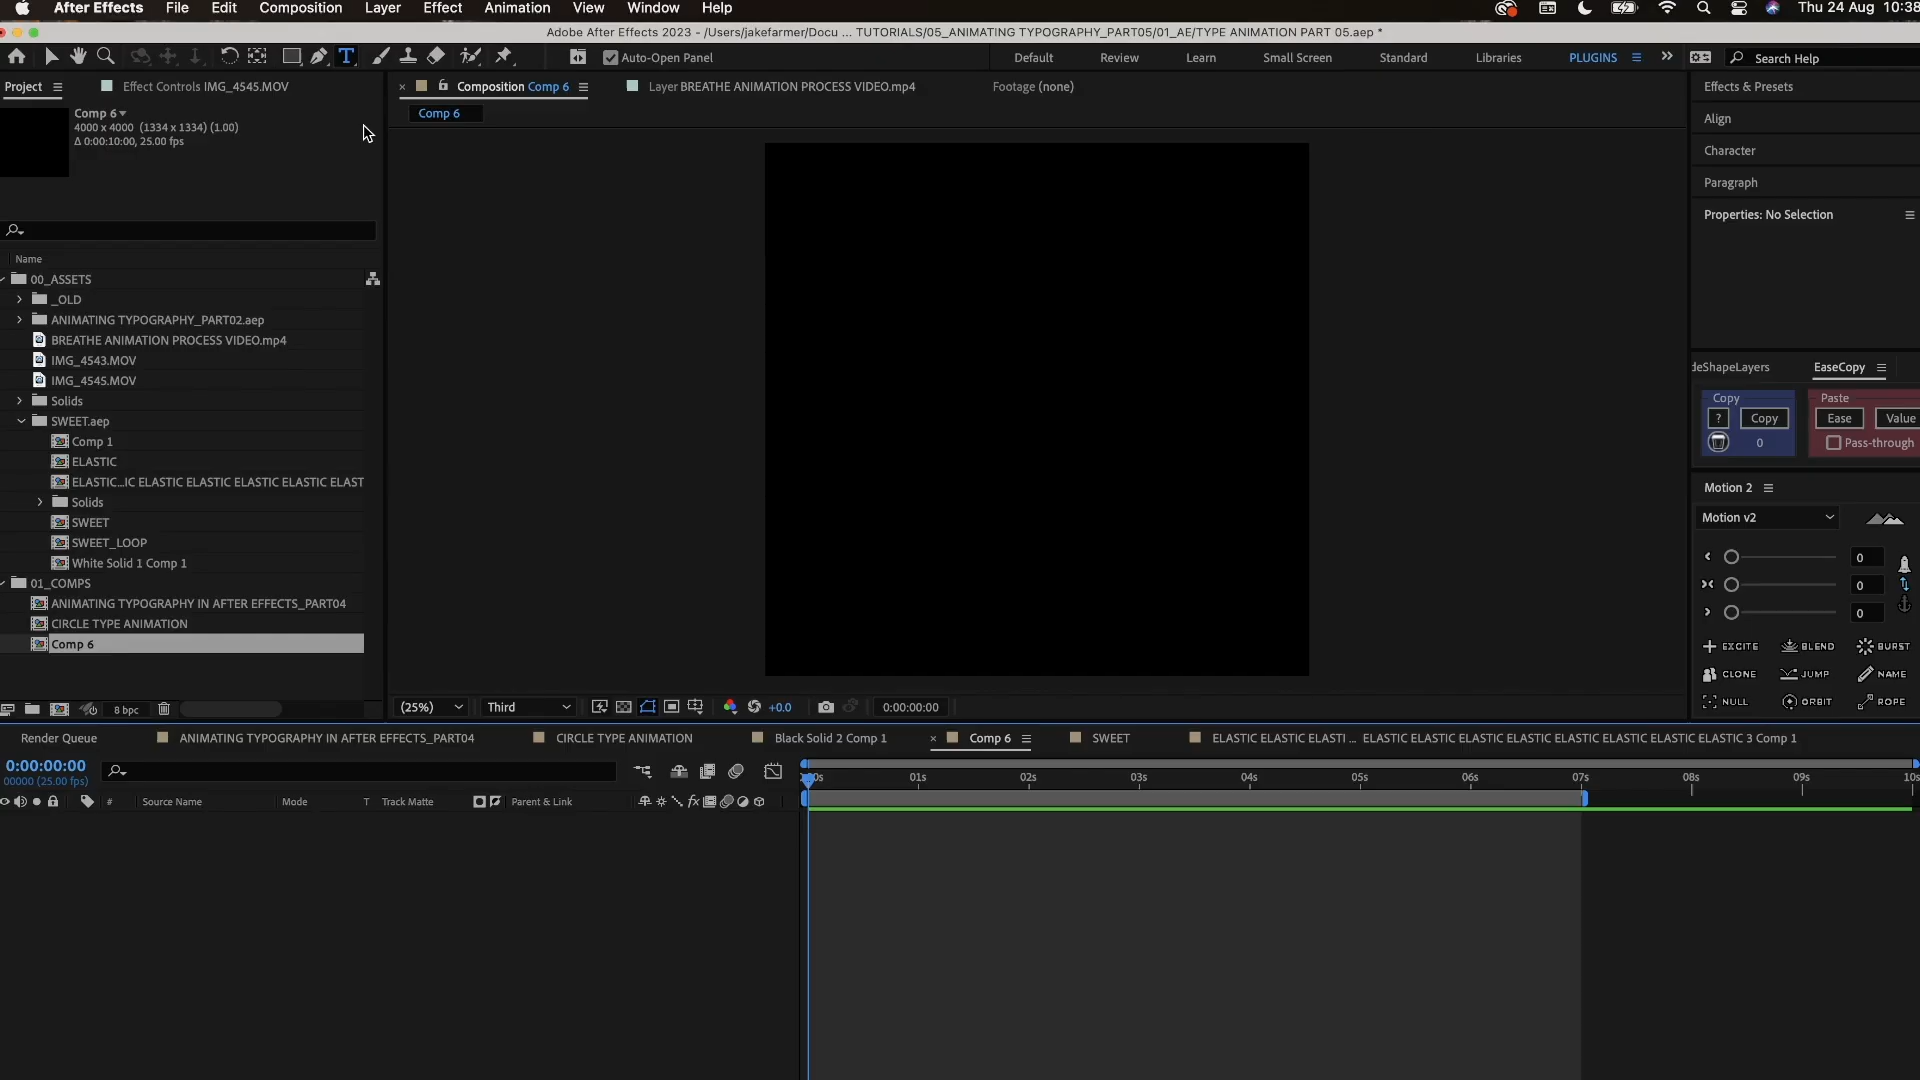 After Effects File Edit Composition Layer Effect Animation View Window Help Thu 24 Aug 10:38
Adobe After Effects 2023 - /Users/jakefarmer/Docu ... TUTORIALS/05_ANIMATING TYPOGRAPHY_PART05/01_AE/TYPE ANIMATION PART 05.aep *
T Auto-Open Panel Default Review Learn Small Screen Standard Libraries PLUGINS Search Help
Project Effect Controls IMG_4545.MOV Composition Comp 6 Layer BREATHE ANIMATION PROCESS VIDEO.mp4 Footage (none) Effects & Presets
Comp 6
Comp 6
4000 x 4000 (1334 x 1334) (1.00)
Δ 0:00:10:00, 25.00 fps
Align
Character
Paragraph
Properties: No Selection
Name
00_ASSETS
_OLD
ANIMATING TYPOGRAPHY_PART02.aep
BREATHE ANIMATION PROCESS VIDEO.mp4
IMG_4543.MOV
IMG_4545.MOV
Solids
SWEET.aep
Comp 1
ELASTIC
ELASTIC...IC ELASTIC ELASTIC ELASTIC ELASTIC ELAST
Solids
SWEET
SWEET_LOOP
White Solid 1 Comp 1
01_COMPS
ANIMATING TYPOGRAPHY IN AFTER EFFECTS_PART04
CIRCLE TYPE ANIMATION
Comp 6
8 bpc
deShapeLayers EaseCopy
Copy Paste
? Copy Ease Value
0 Pass-through
Motion 2
Motion v2
0
0
0
EXCITE BLEND BURST
CLONE JUMP NAME
NULL ORBIT ROPE
(25%) Third +0.0 0:00:00:00
Render Queue ANIMATING TYPOGRAPHY IN AFTER EFFECTS_PART04 CIRCLE TYPE ANIMATION Black Solid 2 Comp 1 Comp 6 SWEET ELASTIC ELASTIC ELASTI ... ELASTIC ELASTIC ELASTIC ELASTIC ELASTIC ELASTIC ELASTIC 3 Comp 1
0:00:00:00
00000 (25.00 fps)
0s 01s 02s 03s 04s 05s 06s 07s 08s 09s 10s
# Source Name Mode T Track Matte fx Parent & Link